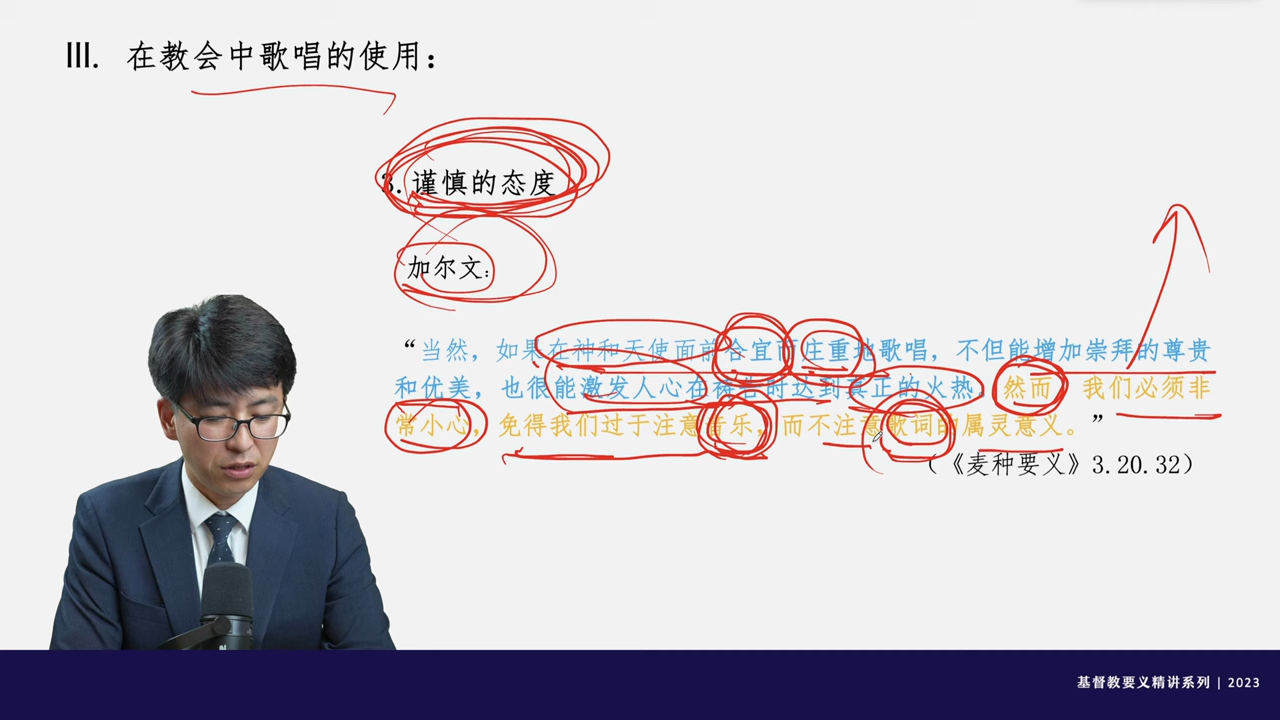 III. 在教会中歌唱的使用：
3. 谨慎的态度
加尔文：
“当然，如果在神和天使面前合宜而庄重地歌唱，不但能增加崇拜的尊贵
和优美，也很能激发人心在祷告时达到真正的火热。然而，我们必须非
常小心，免得我们过于注意音乐，而不注意歌词的属灵意义。”
（《麦种要义》3.20.32）
基督教要义精讲系列 | 2023